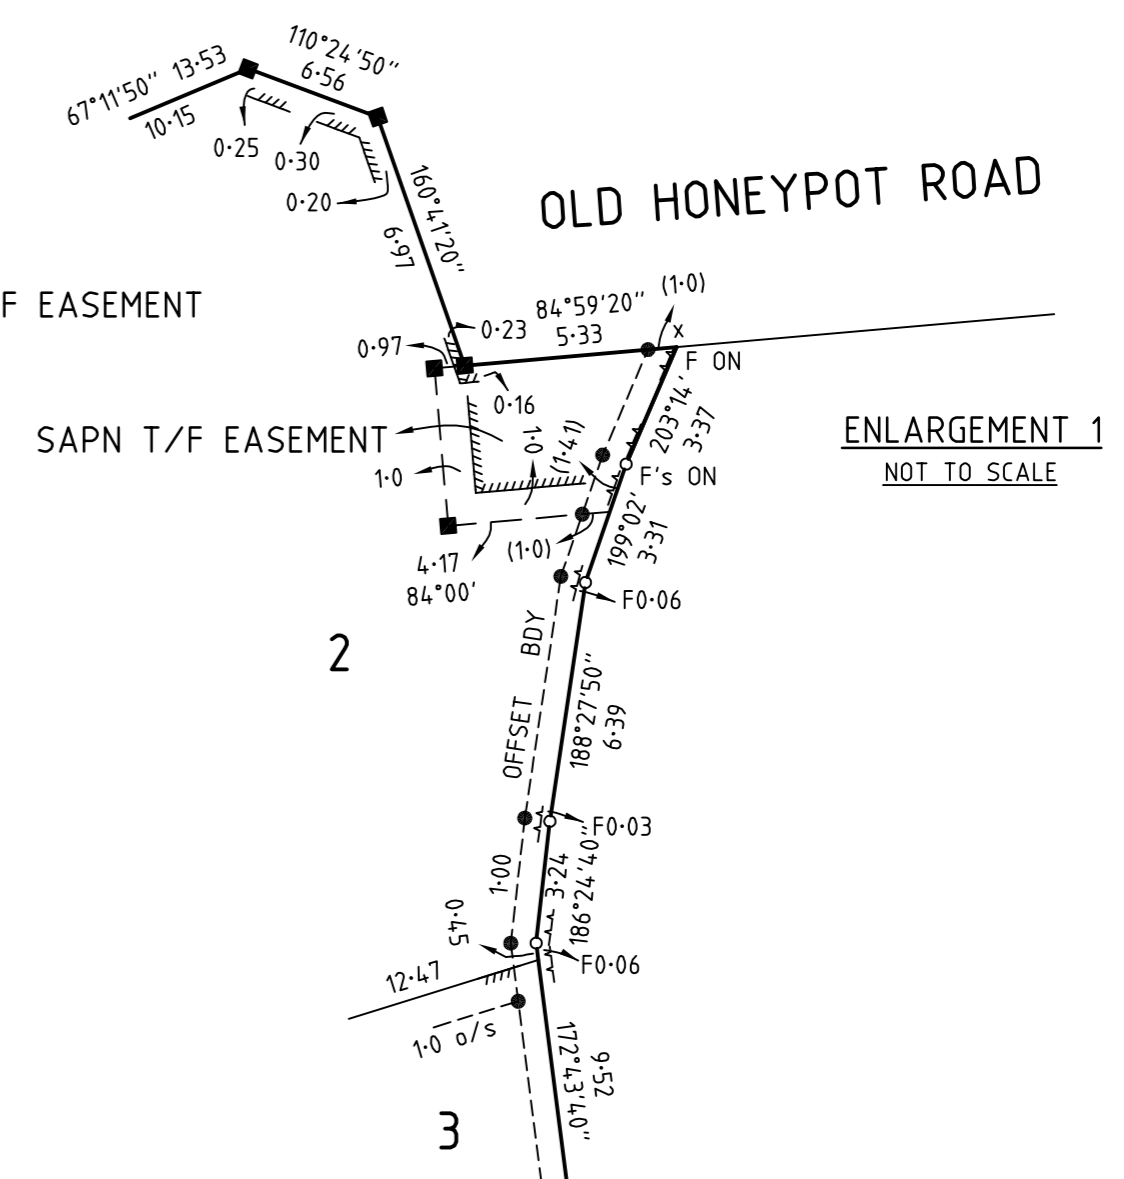 110°24'50"
6·56
67°11'50" 13·53
10·15
0·25
0·30
0·20
160°41'20"
6·97
OLD HONEYPOT ROAD
F EASEMENT
(1·0)
84°59'20"
5·33
x
0·23
0·97
F ON
0·16
203°14'
3·37
ENLARGEMENT 1
NOT TO SCALE
SAPN T/F EASEMENT
1·0
(1·41)
1·0
F's ON
199°02'
3·31
(1·0)
4·17
84°00'
F0·06
2
OFFSET BDY
188°27'50"
6·39
F0·03
1·00
3·24
186°24'40"
0·45
F0·06
12·47
1·0 o/s
172°43'40"
9·52
3